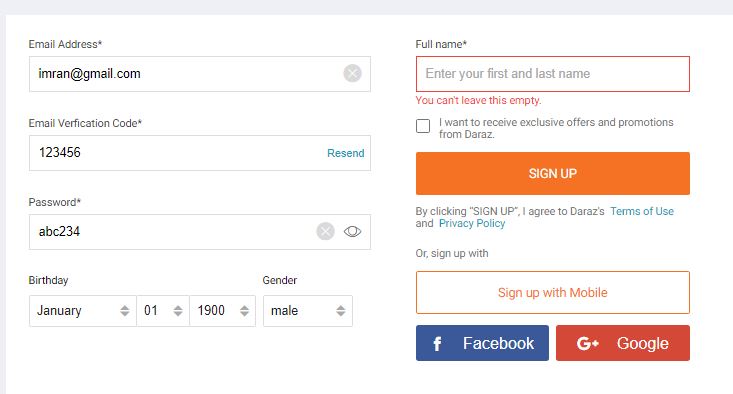 Email Address*
imran@gmail.com
Email Verfication Code*
123456
Resend
Password*
abc234
Birthday
Gender
January
01
1900
male
Full name*
Enter your first and last name
You can't leave this empty.
I want to receive exclusive offers and promotions
from Daraz.
SIGN UP
By clicking "SIGN UP", I agree to Daraz's Terms of Use
and Privacy Policy
Or, sign up with
Sign up with Mobile
f Facebook
G+ Google